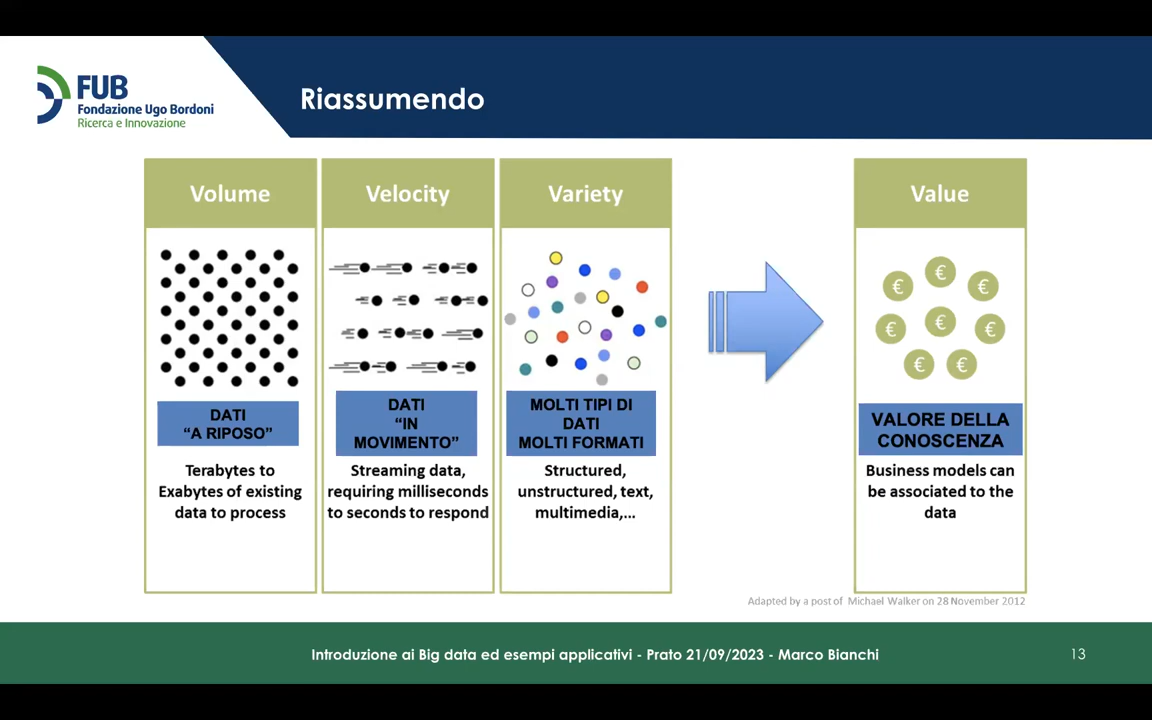 FUB
Fondazione Ugo Bordoni
Ricerca e Innovazione
Riassumendo
Volume
DATI
“A RIPOSO”
Terabytes to
Exabytes of existing
data to process
Velocity
DATI
“IN
MOVIMENTO”
Streaming data,
requiring milliseconds
to seconds to respond
Variety
MOLTI TIPI DI
DATI
MOLTI FORMATI
Structured,
unstructured, text,
multimedia,...
Value
€ € € € € € € €
VALORE DELLA
CONOSCENZA
Business models can
be associated to the
data
Adapted by a post of Michael Walker on 28 November 2012
Introduzione ai Big data ed esempi applicativi - Prato 21/09/2023 - Marco Bianchi
13